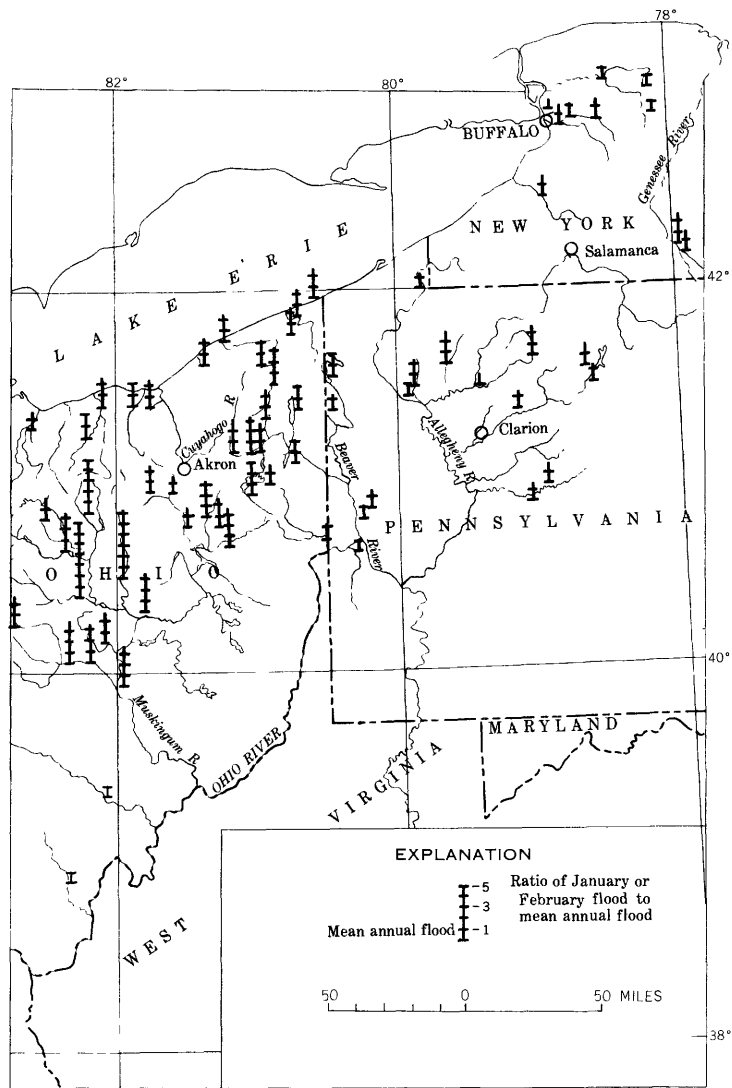 78°
82°
80°
BUFFALO
Genessee River
NEW YORK
Salamanca
42°
LAKE ERIE
Cuyahogo R
Akron
Beaver River
Allegheny R.
Clarion
PENNSYLVANIA
OHIO
40°
Muskingum R.
OHIO RIVER
MARYLAND
WEST VIRGINIA
EXPLANATION
5
3
1
Mean annual flood
Ratio of January or
February flood to
mean annual flood
50 0 50 MILES
38°